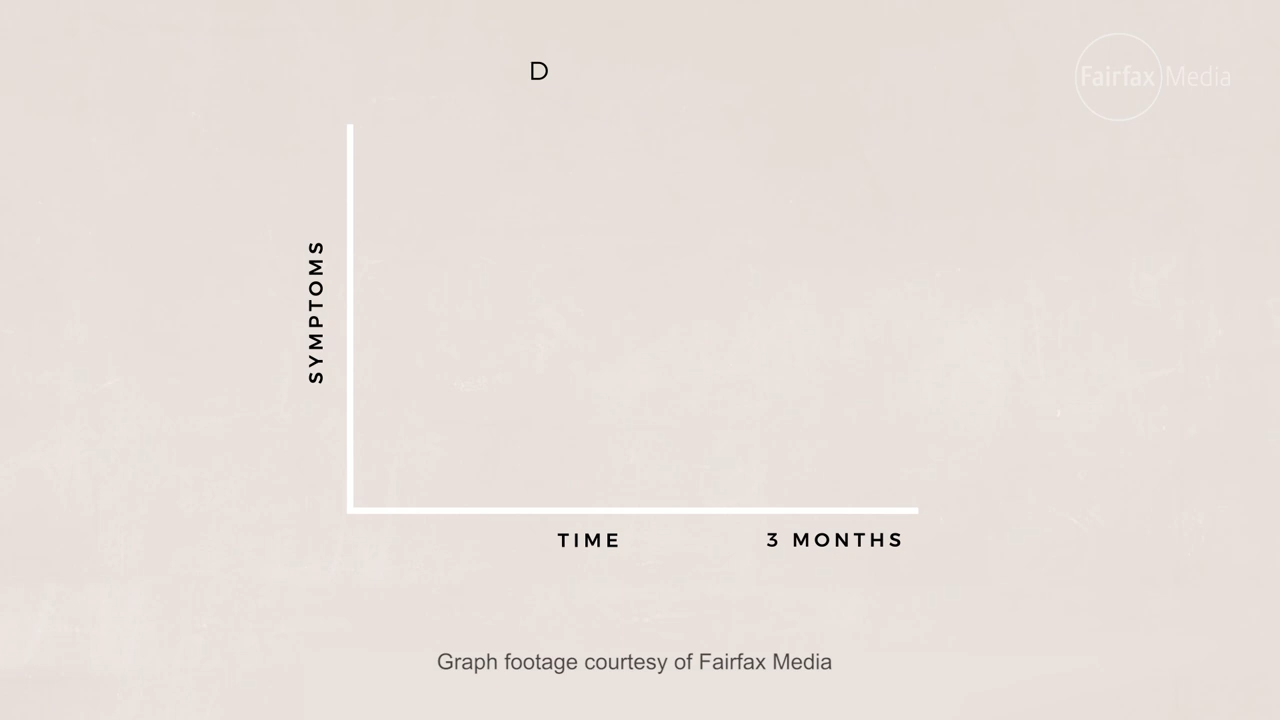 D
Fairfax Media
SYMPTOMS
TIME
3 MONTHS
Graph footage courtesy of Fairfax Media